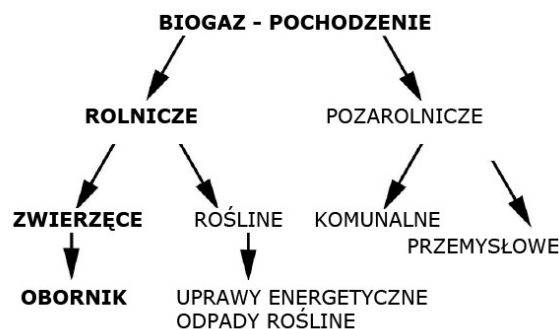 BIOGAZ - POCHODZENIE
ROLNICZE
POZAROLNICZE
ZWIERZĘCE
ROŚLINE
KOMUNALNE
PRZEMYSŁOWE
OBORNIK
UPRAWY ENERGETYCZNE
ODPADY ROŚLINE